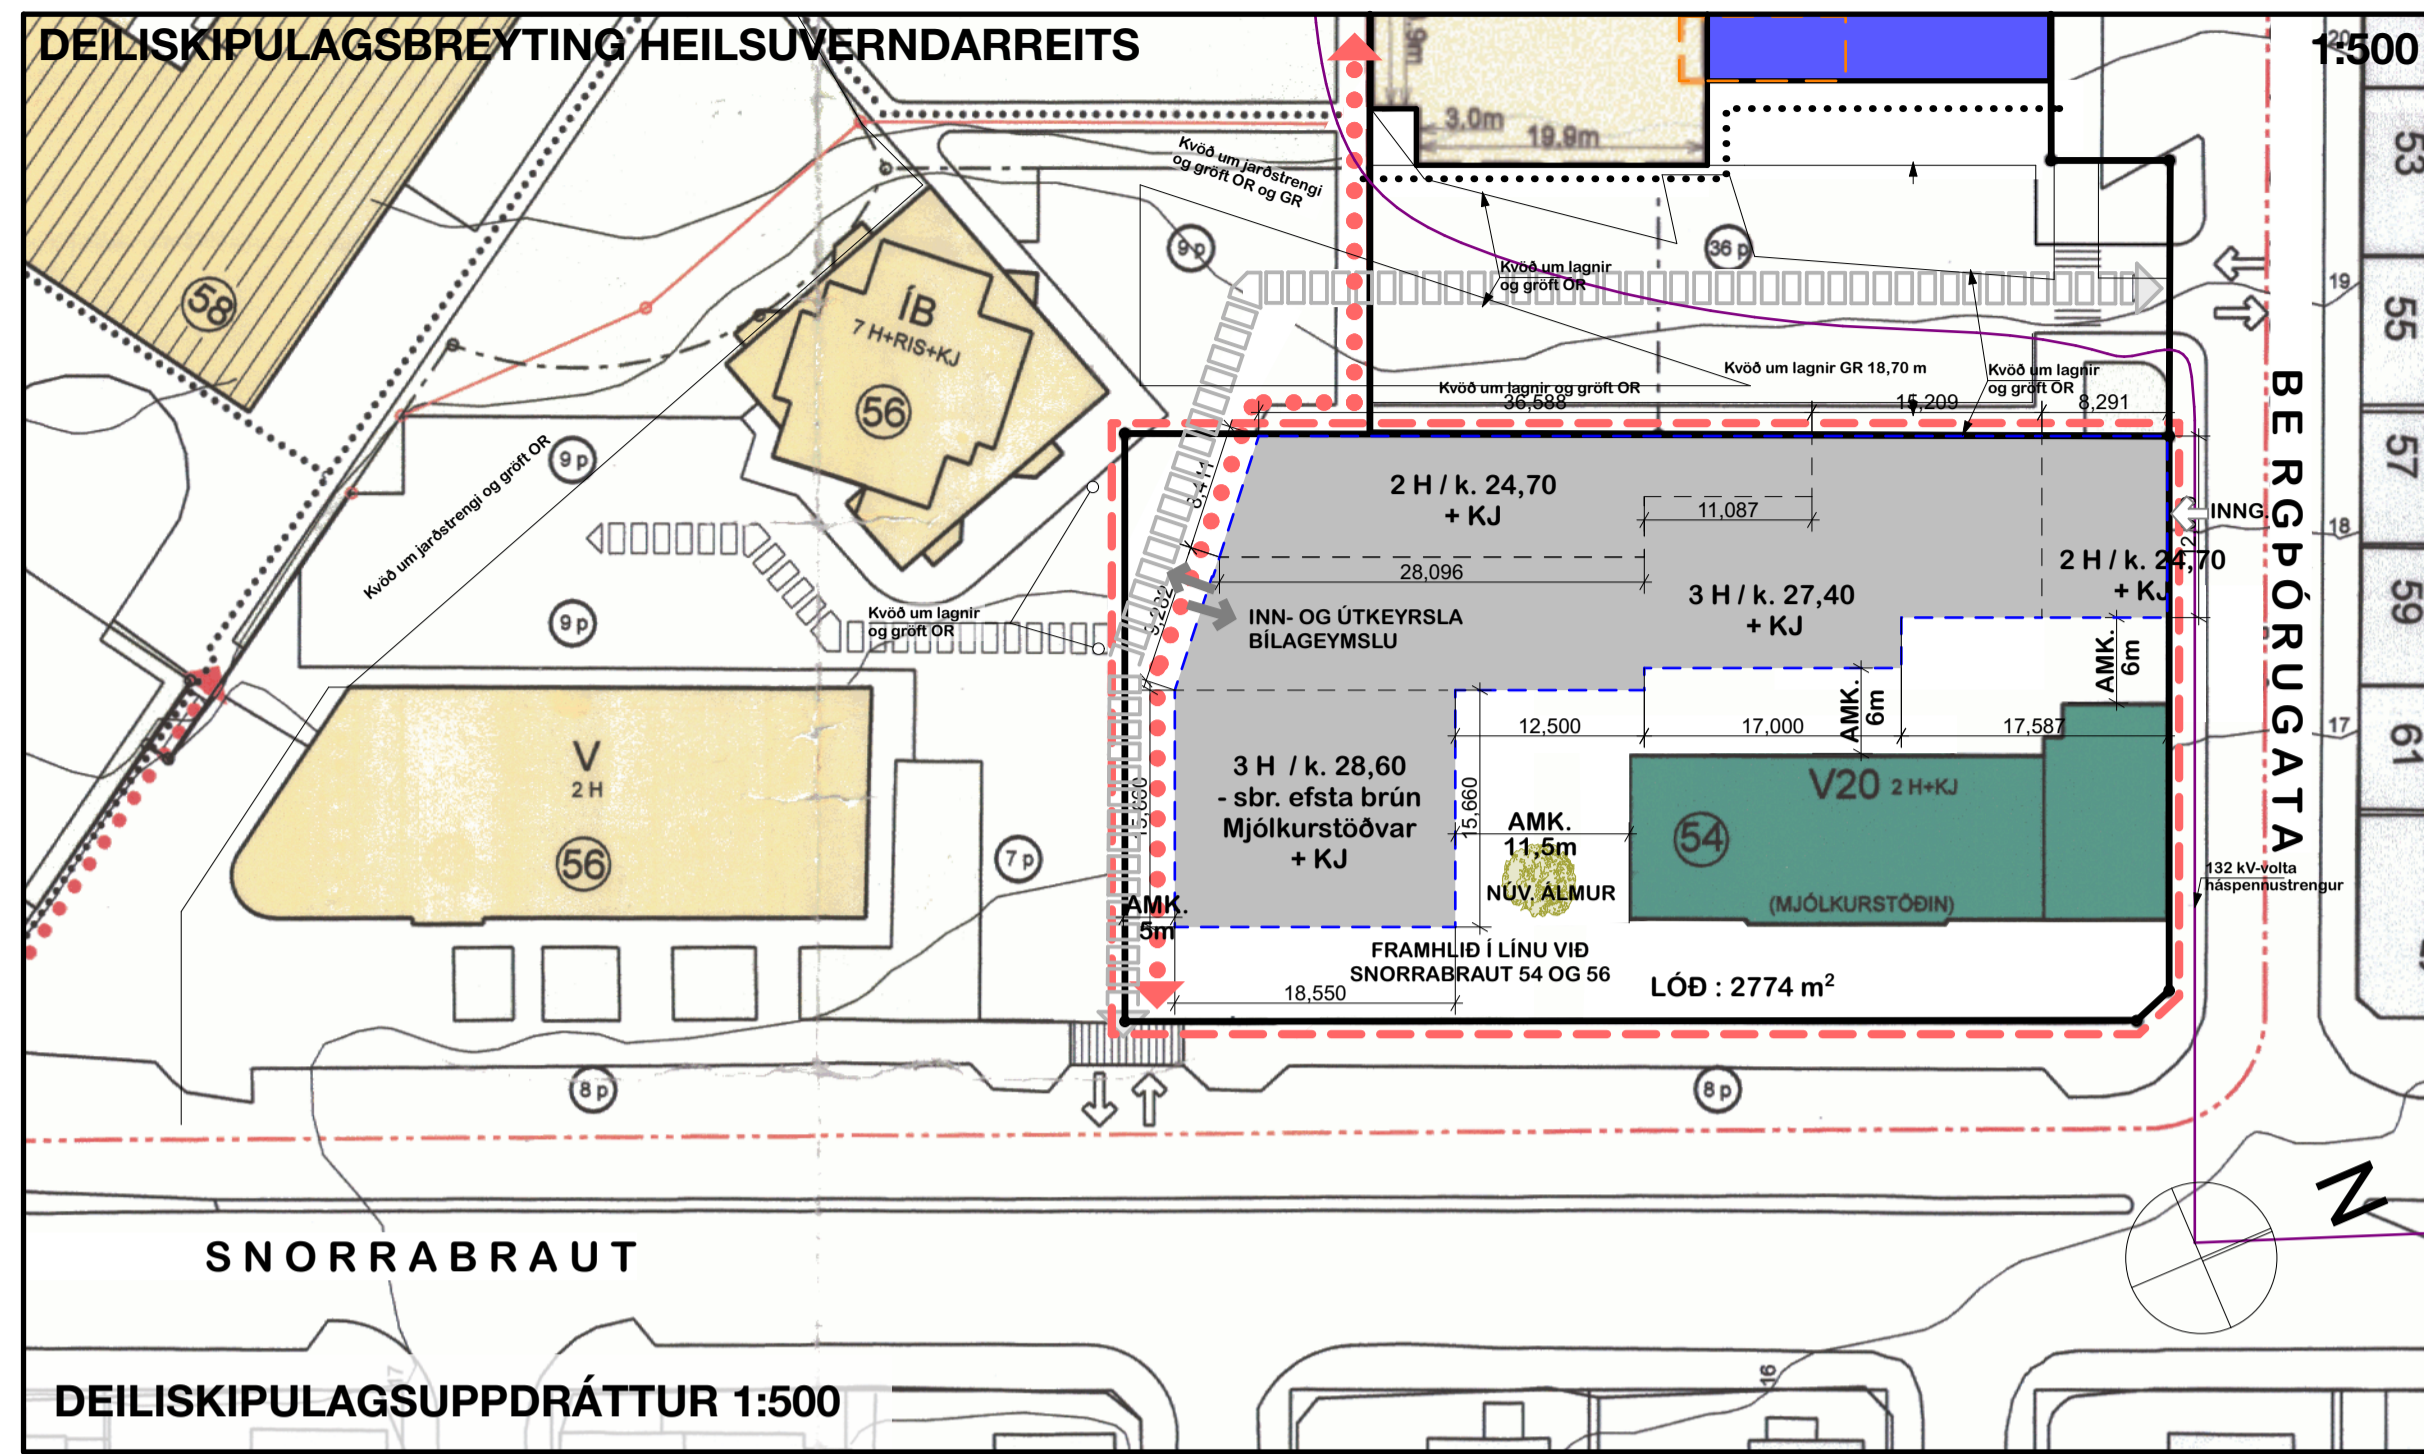 DEILISKIPULAGSBREYTING HEILSUVERNDARREITS
1:500
20
53
3.0m
19.9m
.9m
Kvöð um jarðstrengi
og gröft OR og GR
9 p
36 p
19
55
58
ÍB
7 H+RIS+KJ
56
Kvöð um lagnir
og gröft OR
Kvöð um lagnir GR 18,70 m
Kvöð um lagnir
og gröft OR
Kvöð um lagnir og gröft OR
36,588
15,209
8,291
BERGÞÓRUGATA
57
9 p
Kvöð um jarðstrengi og gröft OR
2 H / k. 24,70
+ KJ
11,087
INNG.
18
28,096
2 H / k. 24,70
+ KJ
3 H / k. 27,40
+ KJ
59
9 p
Kvöð um lagnir
og gröft OR
INN- OG ÚTKEYRSLA
BÍLAGEYMSLU
AMK.
6m
AMK.
6m
12,500
17,000
17,587
17
61
V
2 H
56
7 p
3 H / k. 28,60
- sbr. efsta brún
Mjólkurstöðvar
+ KJ
15,660
15,660
AMK.
11,5m
NÚV. ÁLMUR
V20 2 H+KJ
54
(MJÓLKURSTÖÐIN)
132 kV-volta
háspennustrengur
AMK.
5m
FRAMHLIÐ Í LÍNU VIÐ
SNORRABRAUT 54 OG 56
18,550
LÓÐ : 2774 m²
8 p
8 p
N
SNORRABRAUT
17
16
DEILISKIPULAGSUPPDRÁTTUR 1:500